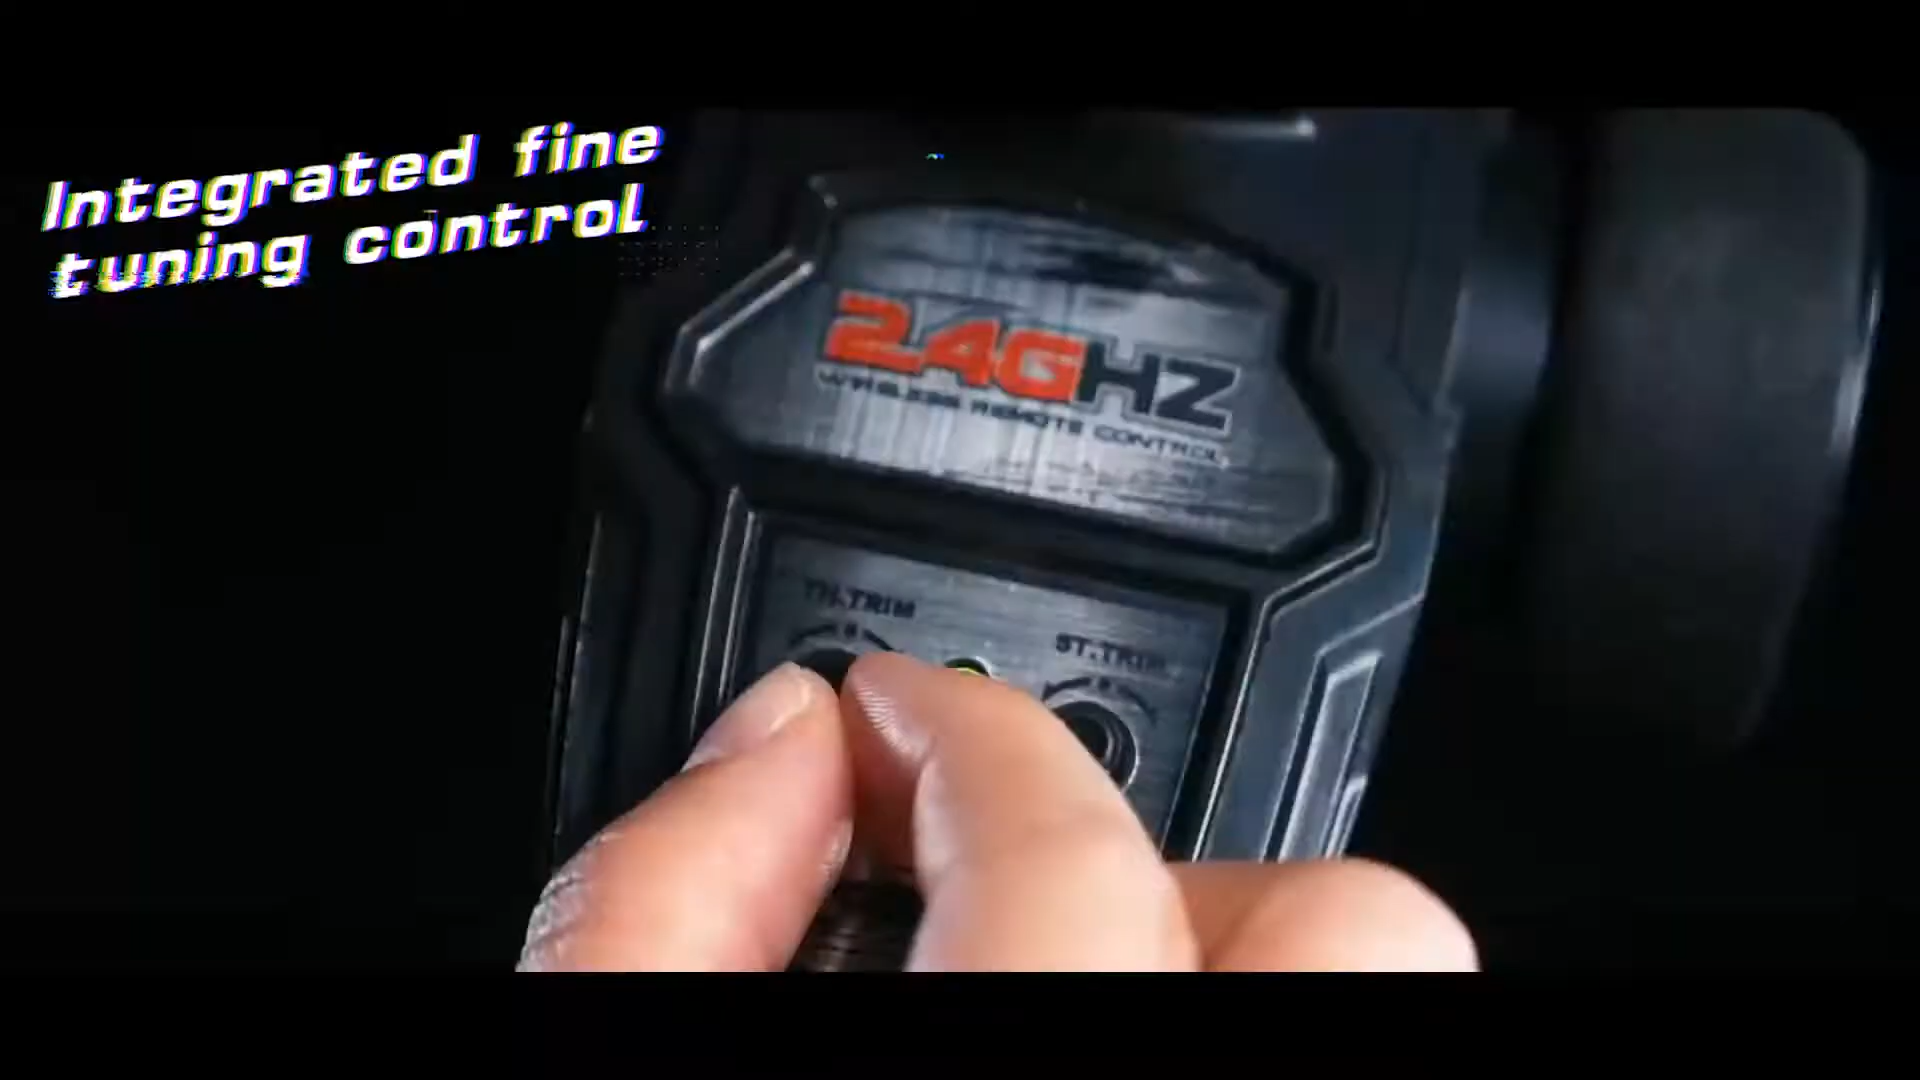 Integrated fine
tuning control
2.4GHZ
WIRELESS REMOTE CONTROL
TH.TRIM
ST.TRIM